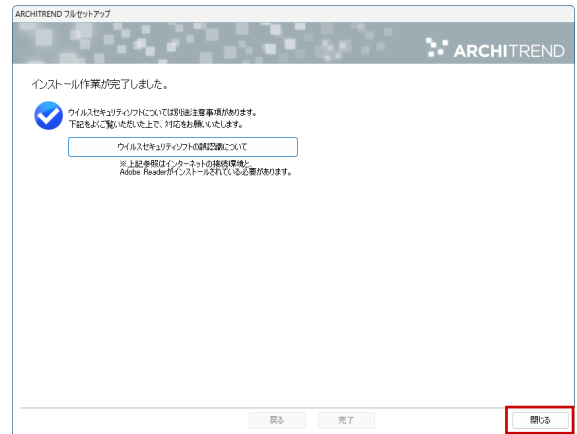 ARCHITREND フルセットアップ
ARCHITREND
インストール作業が完了しました。
ウイルスセキュリティソフトについては別途注意事項があります。
下記をよくご覧いただいた上で、対応をお願いいたします。
ウイルスセキュリティソフトの誤認識について
※上記参照はインターネットの接続環境と、
Adobe Readerがインストールされている必要があります。
戻る
完了
閉じる